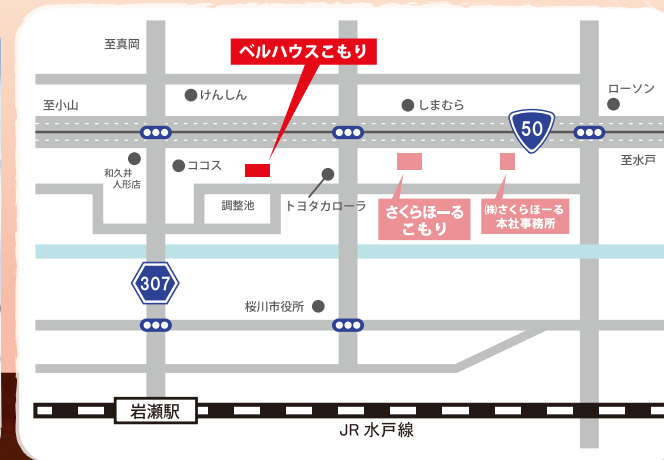 至真岡
ベルハウスこもり
ローソン
けんしん
至小山
しまむら
50
至水戸
和久井
人形店
ココス
調整池
トヨタカローラ
さくらほーる
こもり
㈱さくらほーる
本社事務所
307
桜川市役所
岩瀬駅
JR 水戸線